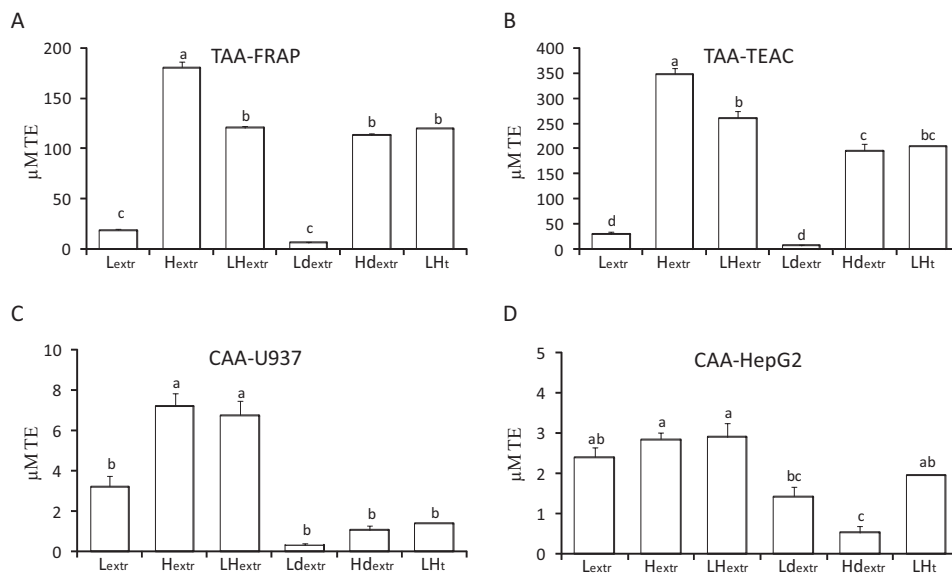 A
TAA-FRAP
200
150
100
50
0
μM TE
a
b
b
b
c
c
Lextr Hextr LHextr Ldextr Hdextr LHt
B
TAA-TEAC
400
350
300
250
200
150
100
50
0
μM TE
a
b
c
bc
d
d
Lextr Hextr LHextr Ldextr Hdextr LHt
C
CAA-U937
10
8
6
4
2
0
μM TE
a
a
b
b
b
b
Lextr Hextr LHextr Ldextr Hdextr LHt
D
CAA-HepG2
5
4
3
2
1
0
μM TE
ab
a
a
bc
c
ab
Lextr Hextr LHextr Ldextr Hdextr LHt